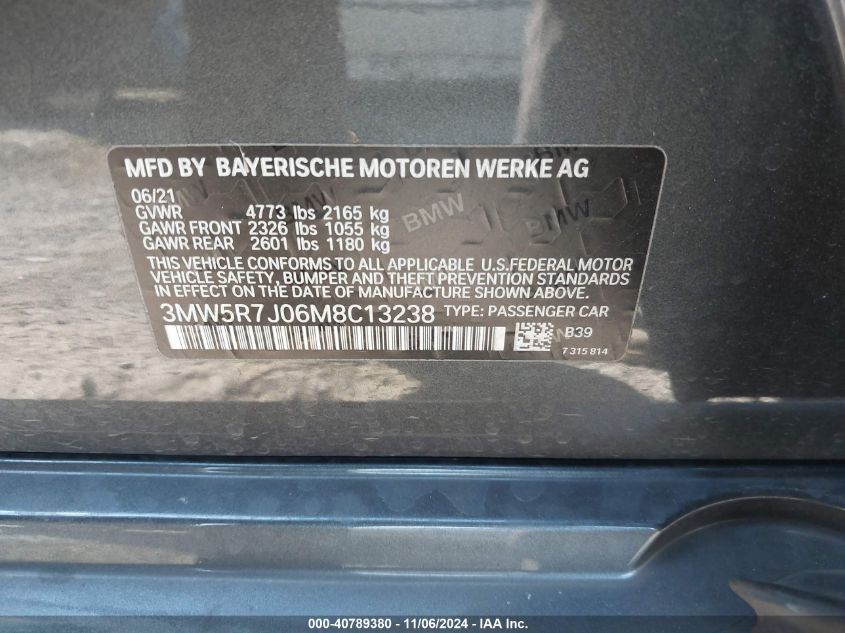 MFD BY BAYERISCHE MOTOREN WERKE AG
06/21
GVWR 4773 lbs 2165 kg
GAWR FRONT 2326 lbs 1055 kg
GAWR REAR 2601 lbs 1180 kg
THIS VEHICLE CONFORMS TO ALL APPLICABLE U.S.FEDERAL MOTOR
VEHICLE SAFETY, BUMPER AND THEFT PREVENTION STANDARDS
IN EFFECT ON THE DATE OF MANUFACTURE SHOWN ABOVE.
3MW5R7J06M8C13238 TYPE: PASSENGER CAR
B39
7 315 814
BMW
BMW
BMW
000-40789380 - 11/06/2024 - IAA Inc.